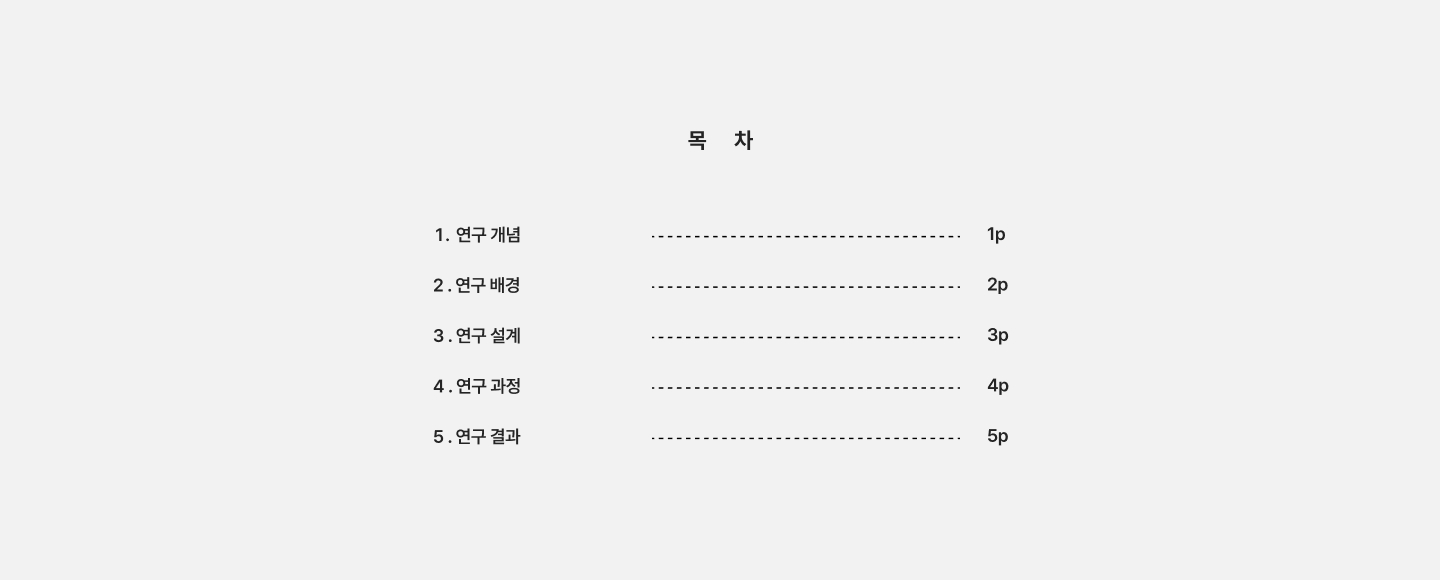 목 차
1. 연구 개념 1p
2. 연구 배경 2p
3. 연구 설계 3p
4. 연구 과정 4p
5. 연구 결과 5p